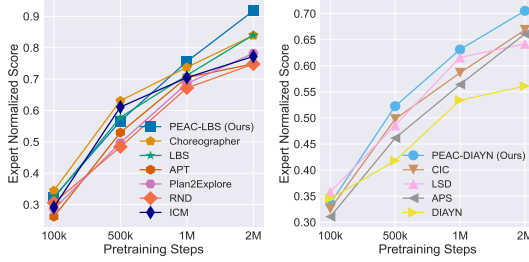 Expert Normalized Score
0.9
0.8
0.7
0.6
0.5
0.4
0.3
100k
500k
1M
2M
Pretraining Steps
PEAC-LBS (Ours)
Choreographer
LBS
APT
Plan2Explore
RND
ICM
Expert Normalized Score
0.70
0.65
0.60
0.55
0.50
0.45
0.40
0.35
0.30
100k
500k
1M
2M
Pretraining Steps
PEAC-DIAYN (Ours)
CIC
LSD
APS
DIAYN